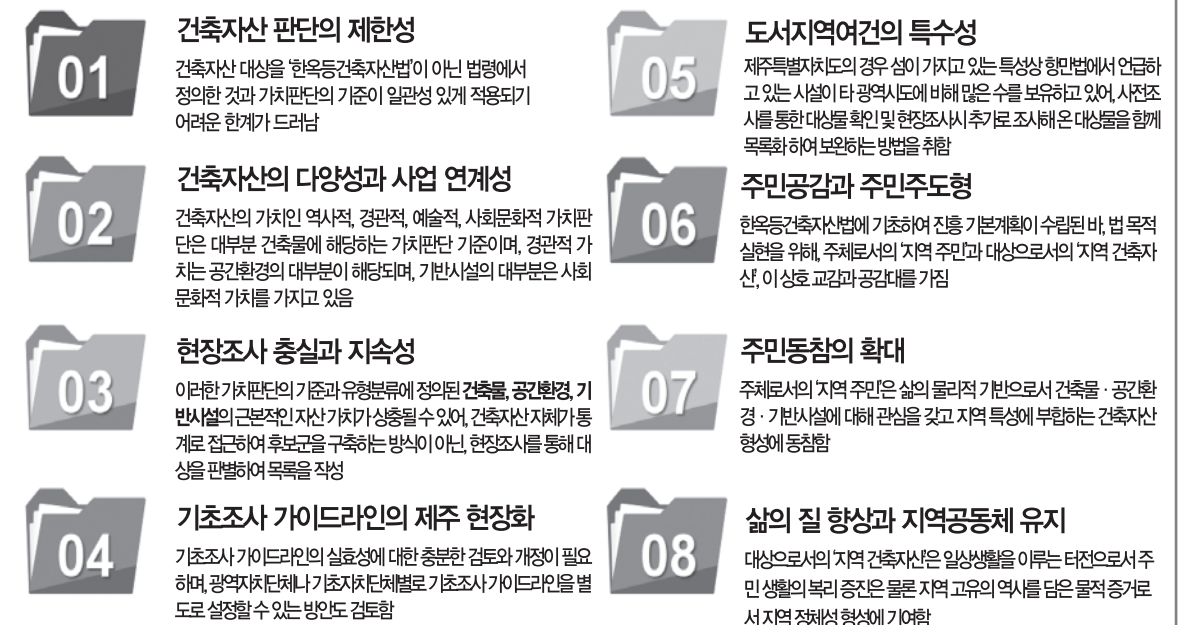 01
건축자산 판단의 제한성
건축자산 대상을 ‘한옥등건축자산법’이 아닌 법령에서
정의한 것과 가치판단의 기준이 일관성 있게 적용되기
어려운 한계가 드러남
02
건축자산의 다양성과 사업 연계성
건축자산의 가치인 역사적, 경관적, 예술적, 사회문화적 가치판
단은 대부분 건축물에 해당하는 가치판단 기준이며, 경관적 가
치는 공간환경의 대부분이 해당되며, 기반시설의 대부분은 사회
문화적 가치를 가지고 있음
03
현장조사 충실과 지속성
이러한 가치판단의 기준과 유형분류에 정의된 건축물, 공간환경, 기
반시설의 근본적인 자산 가치가 상충될 수 있어, 건축자산 자체가 통
계로 접근하여 후보군을 구축하는 방식이 아닌, 현장조사를 통해 대
상을 판별하여 목록을 작성
04
기초조사 가이드라인의 제주 현장화
기초조사 가이드라인의 실효성에 대한 충분한 검토와 개정이 필요
하며, 광역자치단체나 기초자치단체별로 기초조사 가이드라인을 별
도로 설정할 수 있는 방안도 검토함
05
도서지역여건의 특수성
제주특별자치도의 경우 섬이 가지고 있는 특성상 항만법에서 언급하
고 있는 시설이 타 광역시도에 비해 많은 수를 보유하고 있어, 사전조
사를 통한 대상물 확인 및 현장조사시 추가로 조사해 온 대상물을 함께
목록화 하여 보완하는 방법을 취함
06
주민공감과 주민주도형
한옥등건축자산법에 기초하여 진흥 기본계획이 수립된 바, 법 목적
실현을 위해, 주체로서의 ‘지역 주민’과 대상으로서의 ‘지역 건축자
산’, 이 상호 교감과 공감대를 가짐
07
주민동참의 확대
주체로서의 ‘지역 주민’은 삶의 물리적 기반으로서 건축물 · 공간환
경 · 기반시설에 대해 관심을 갖고 지역 특성에 부합하는 건축자산
형성에 동참함
08
삶의 질 향상과 지역공동체 유지
대상으로서의 ‘지역 건축자산’은 일상생활을 이루는 터전으로서 주
민 생활의 복리 증진은 물론 지역 고유의 역사를 담은 물적 증거로
서 지역 정체성 형성에 기여함